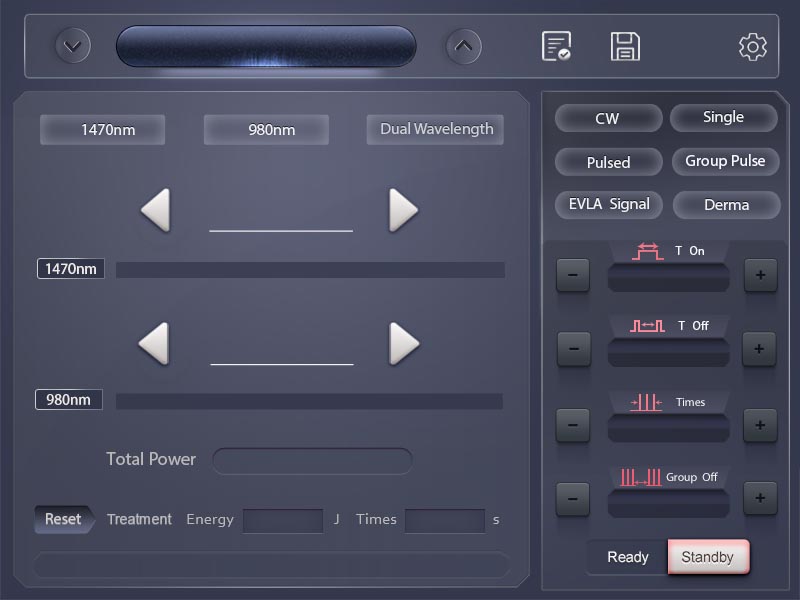 1470nm 980nm Dual Wavelength
1470nm
980nm
Total Power
Reset Treatment Energy J Times s
CW Single
Pulsed Group Pulse
EVLA Signal Derma
T On
T Off
Times
Group Off
Ready Standby